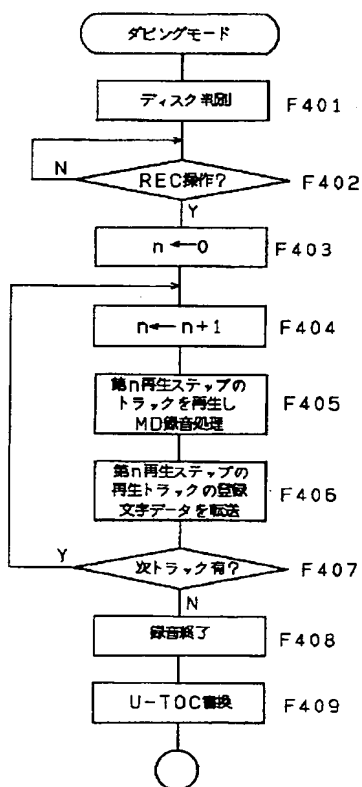 ダビングモード
ディスク判別
F401
N
REC操作?
F402
Y
n ← 0
F403
n ← n+1
F404
第n再生ステップの
トラックを再生し
MD録音処理
F405
第n再生ステップの
再生トラックの登録
文字データを転送
F406
Y
次トラック有?
F407
N
録音終了
F408
U-TOC書換
F409